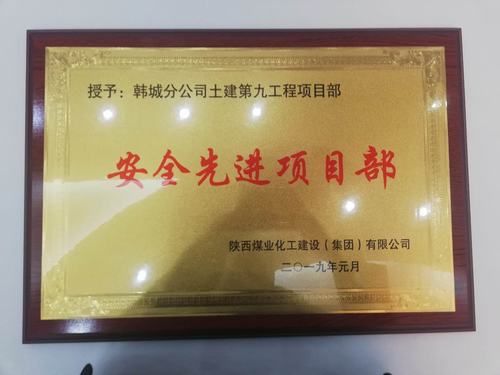 授予：韩城分公司土建第九工程项目部
安全先进项目部
陕西煤业化工建设（集团）有限公司
二〇一九年元月